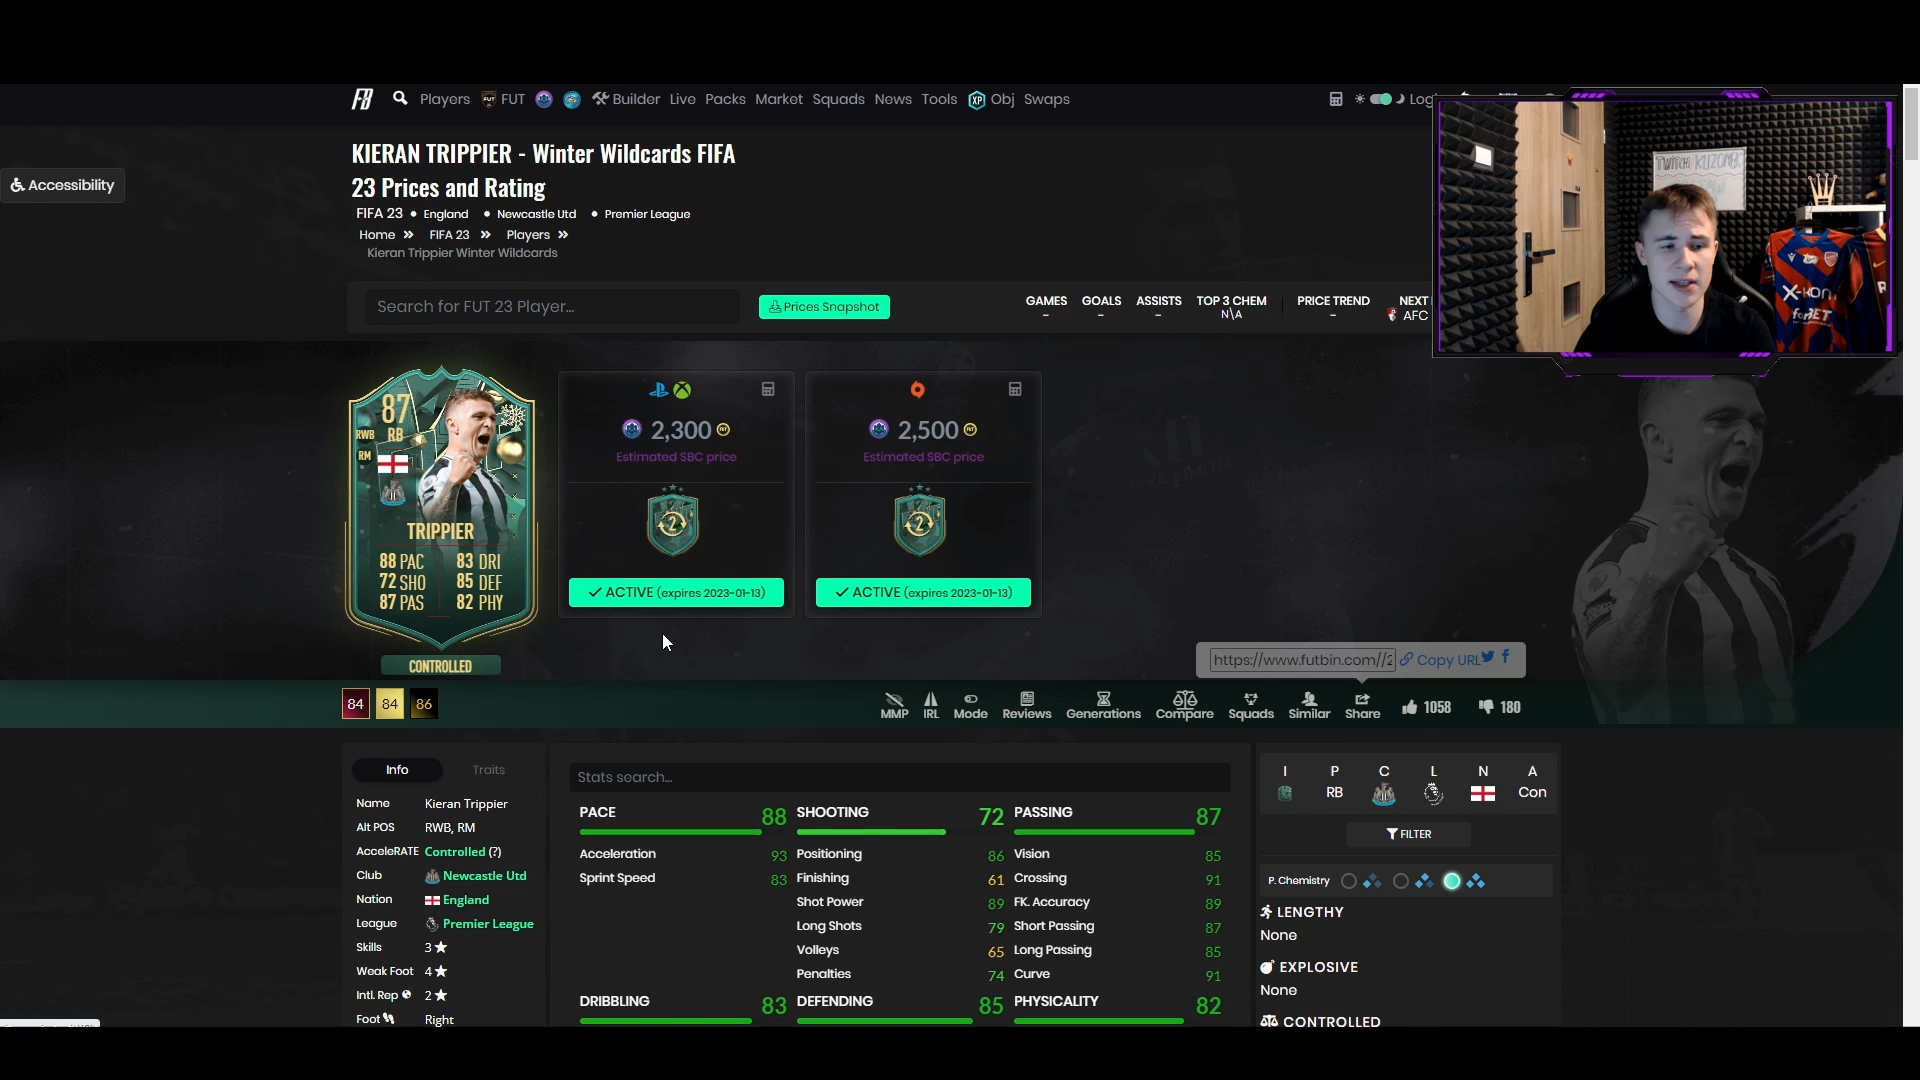 Players FUT Builder Live Packs Market Squads News Tools XP Obj Swaps
KIERAN TRIPPIER - Winter Wildcards FIFA
23 Prices and Rating
Accessibility
FIFA 23 • England • Newcastle Utd • Premier League
Home » FIFA 23 » Players »
Kieran Trippier Winter Wildcards
Search for FUT 23 Player...
Prices Snapshot
GAMES GOALS ASSISTS TOP 3 CHEM PRICE TREND NEXT
- - - N\A - AFC
TWITCH
X-KON
forBET
87
RWB RB
RM
TRIPPIER
88 PAC 83 DRI
72 SHO 85 DEF
87 PAS 82 PHY
CONTROLLED
2,300
Estimated SBC price
2
ACTIVE (expires 2023-01-13)
2,500
Estimated SBC price
2
ACTIVE (expires 2023-01-13)
https://www.futbin.com//2 Copy URL
84 84 86
MMP IRL Mode Reviews Generations Compare Squads Similar Share 1058 180
Info Traits
Name Kieran Trippier
Alt POS RWB, RM
AcceleRATE Controlled (?)
Club Newcastle Utd
Nation England
League Premier League
Skills 3
Weak Foot 4
Intl. Rep 2
Foot Right
Stats search...
PACE 88
Acceleration 93
Sprint Speed 83
SHOOTING 72
Positioning 86
Finishing 61
Shot Power 89
Long Shots 79
Volleys 65
Penalties 74
PASSING 87
Vision 85
Crossing 91
FK. Accuracy 89
Short Passing 87
Long Passing 85
Curve 91
DRIBBLING 83
DEFENDING 85
PHYSICALITY 82
I P C L N A
RB Con
FILTER
P. Chemistry
LENGTHY
None
EXPLOSIVE
None
CONTROLLED